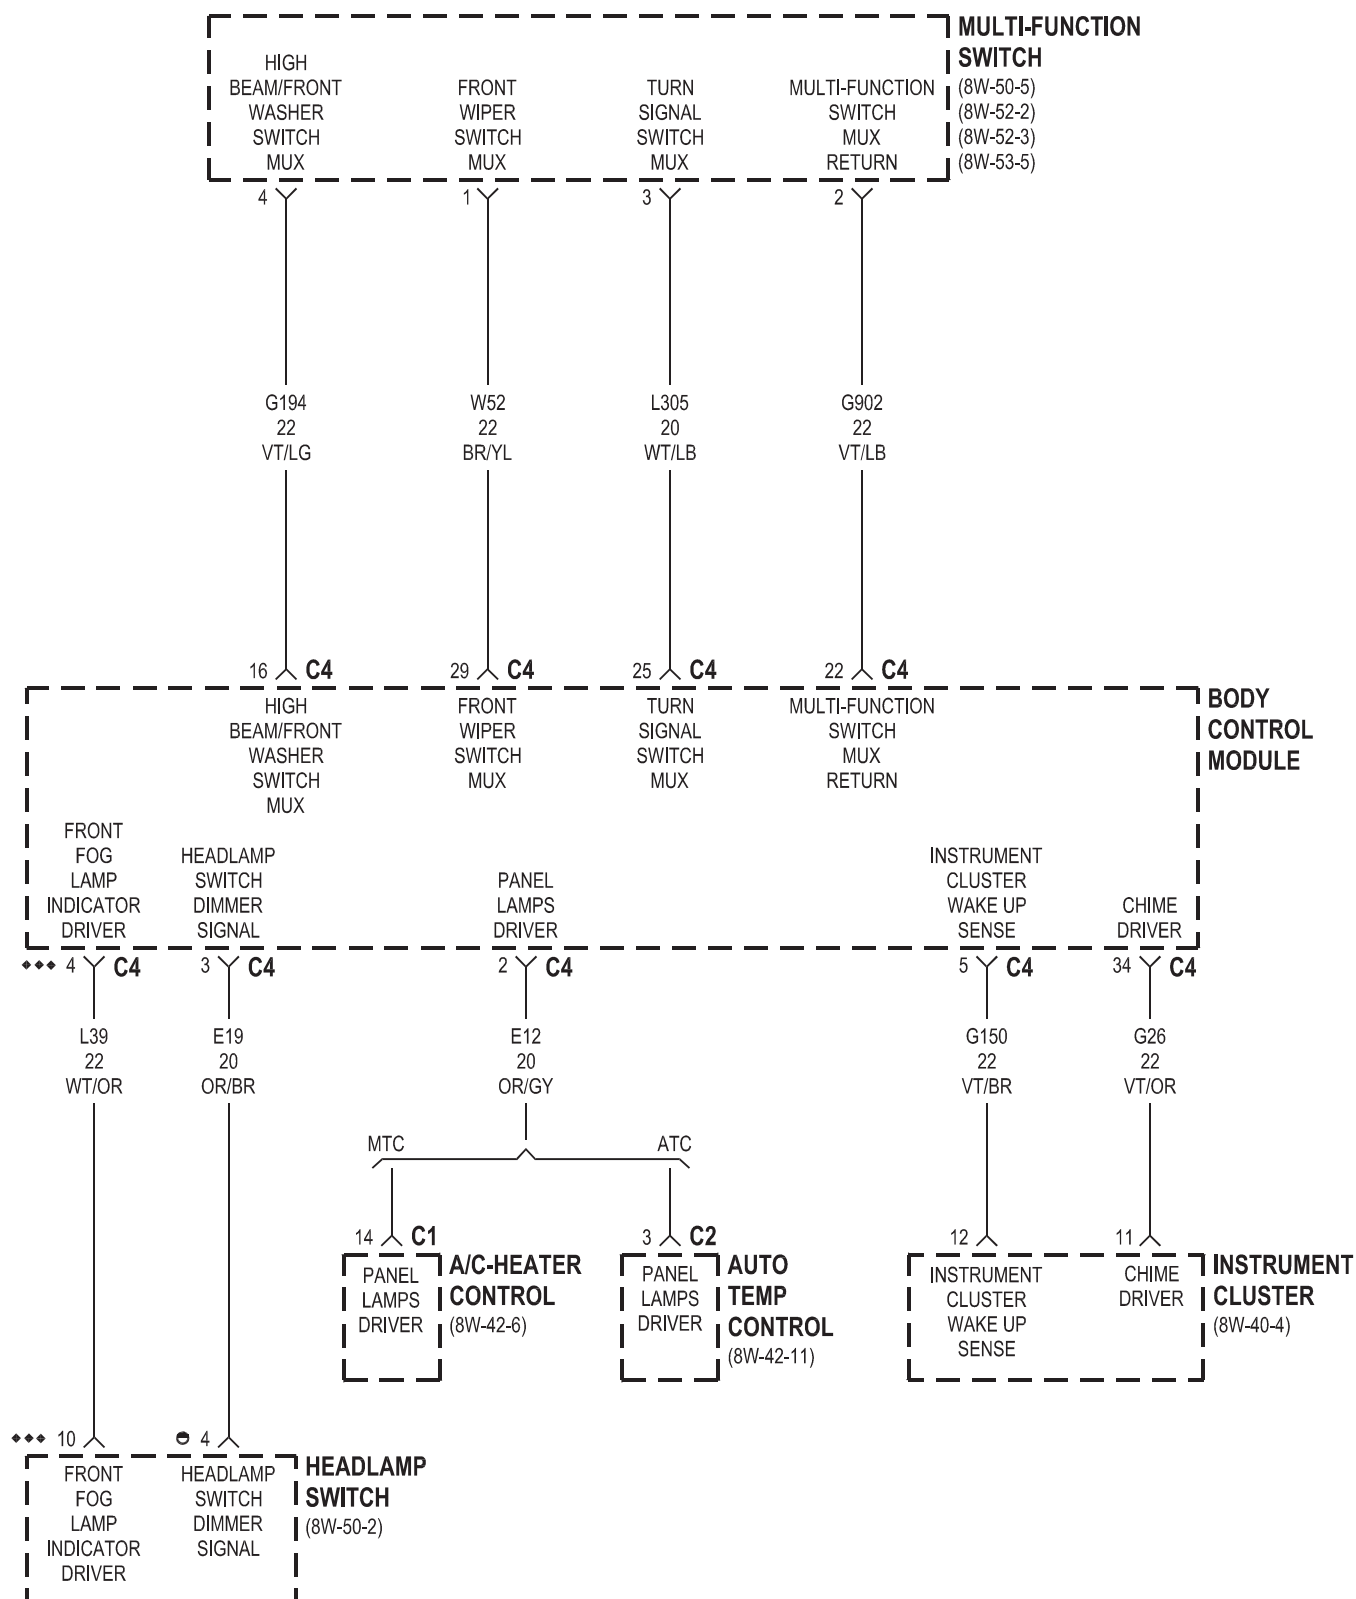 MULTI-FUNCTION
SWITCH
(8W-50-5)
(8W-52-2)
(8W-52-3)
(8W-53-5)
HIGH
BEAM/FRONT
WASHER
SWITCH
MUX
FRONT
WIPER
SWITCH
MUX
TURN
SIGNAL
SWITCH
MUX
MULTI-FUNCTION
SWITCH
MUX
RETURN
4
1
3
2
G194
22
VT/LG
W52
22
BR/YL
L305
20
WT/LB
G902
22
VT/LB
16 C4
29 C4
25 C4
22 C4
BODY
CONTROL
MODULE
HIGH
BEAM/FRONT
WASHER
SWITCH
MUX
FRONT
WIPER
SWITCH
MUX
TURN
SIGNAL
SWITCH
MUX
MULTI-FUNCTION
SWITCH
MUX
RETURN
FRONT
FOG
LAMP
INDICATOR
DRIVER
HEADLAMP
SWITCH
DIMMER
SIGNAL
PANEL
LAMPS
DRIVER
INSTRUMENT
CLUSTER
WAKE UP
SENSE
CHIME
DRIVER
4 C4
3 C4
2 C4
5 C4
34 C4
L39
22
WT/OR
E19
20
OR/BR
E12
20
OR/GY
G150
22
VT/BR
G26
22
VT/OR
MTC
ATC
14 C1
3 C2
12
11
PANEL
LAMPS
DRIVER
A/C-HEATER
CONTROL
(8W-42-6)
PANEL
LAMPS
DRIVER
AUTO
TEMP
CONTROL
(8W-42-11)
INSTRUMENT
CLUSTER
WAKE UP
SENSE
CHIME
DRIVER
INSTRUMENT
CLUSTER
(8W-40-4)
10
4
FRONT
FOG
LAMP
INDICATOR
DRIVER
HEADLAMP
SWITCH
DIMMER
SIGNAL
HEADLAMP
SWITCH
(8W-50-2)